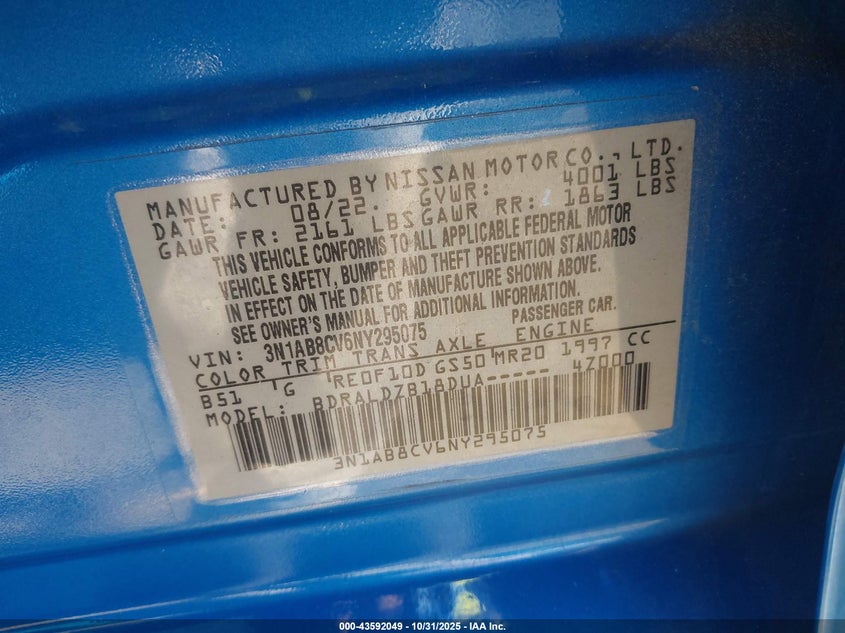 MANUFACTURED BY NISSAN MOTOR CO., LTD.
DATE: 08/22. GVWR: 4001 LBS
GAWR FR: 2161 LBS GAWR RR: 1863 LBS
THIS VEHICLE CONFORMS TO ALL APPLICABLE FEDERAL MOTOR
VEHICLE SAFETY, BUMPER AND THEFT PREVENTION STANDARDS
IN EFFECT ON THE DATE OF MANUFACTURE SHOWN ABOVE.
SEE OWNER'S MANUAL FOR ADDITIONAL INFORMATION.
VIN: 3N1AB8CV6NY295075 PASSENGER CAR.
COLOR TRIM TRANS AXLE ENGINE
B51 G RE0F10D GS50 MR20 1997 CC
MODEL: BDRALDZB18DUA----- 4Z000
3N1AB8CV6NY295075
000-43592049 - 10/31/2025 - IAA Inc.